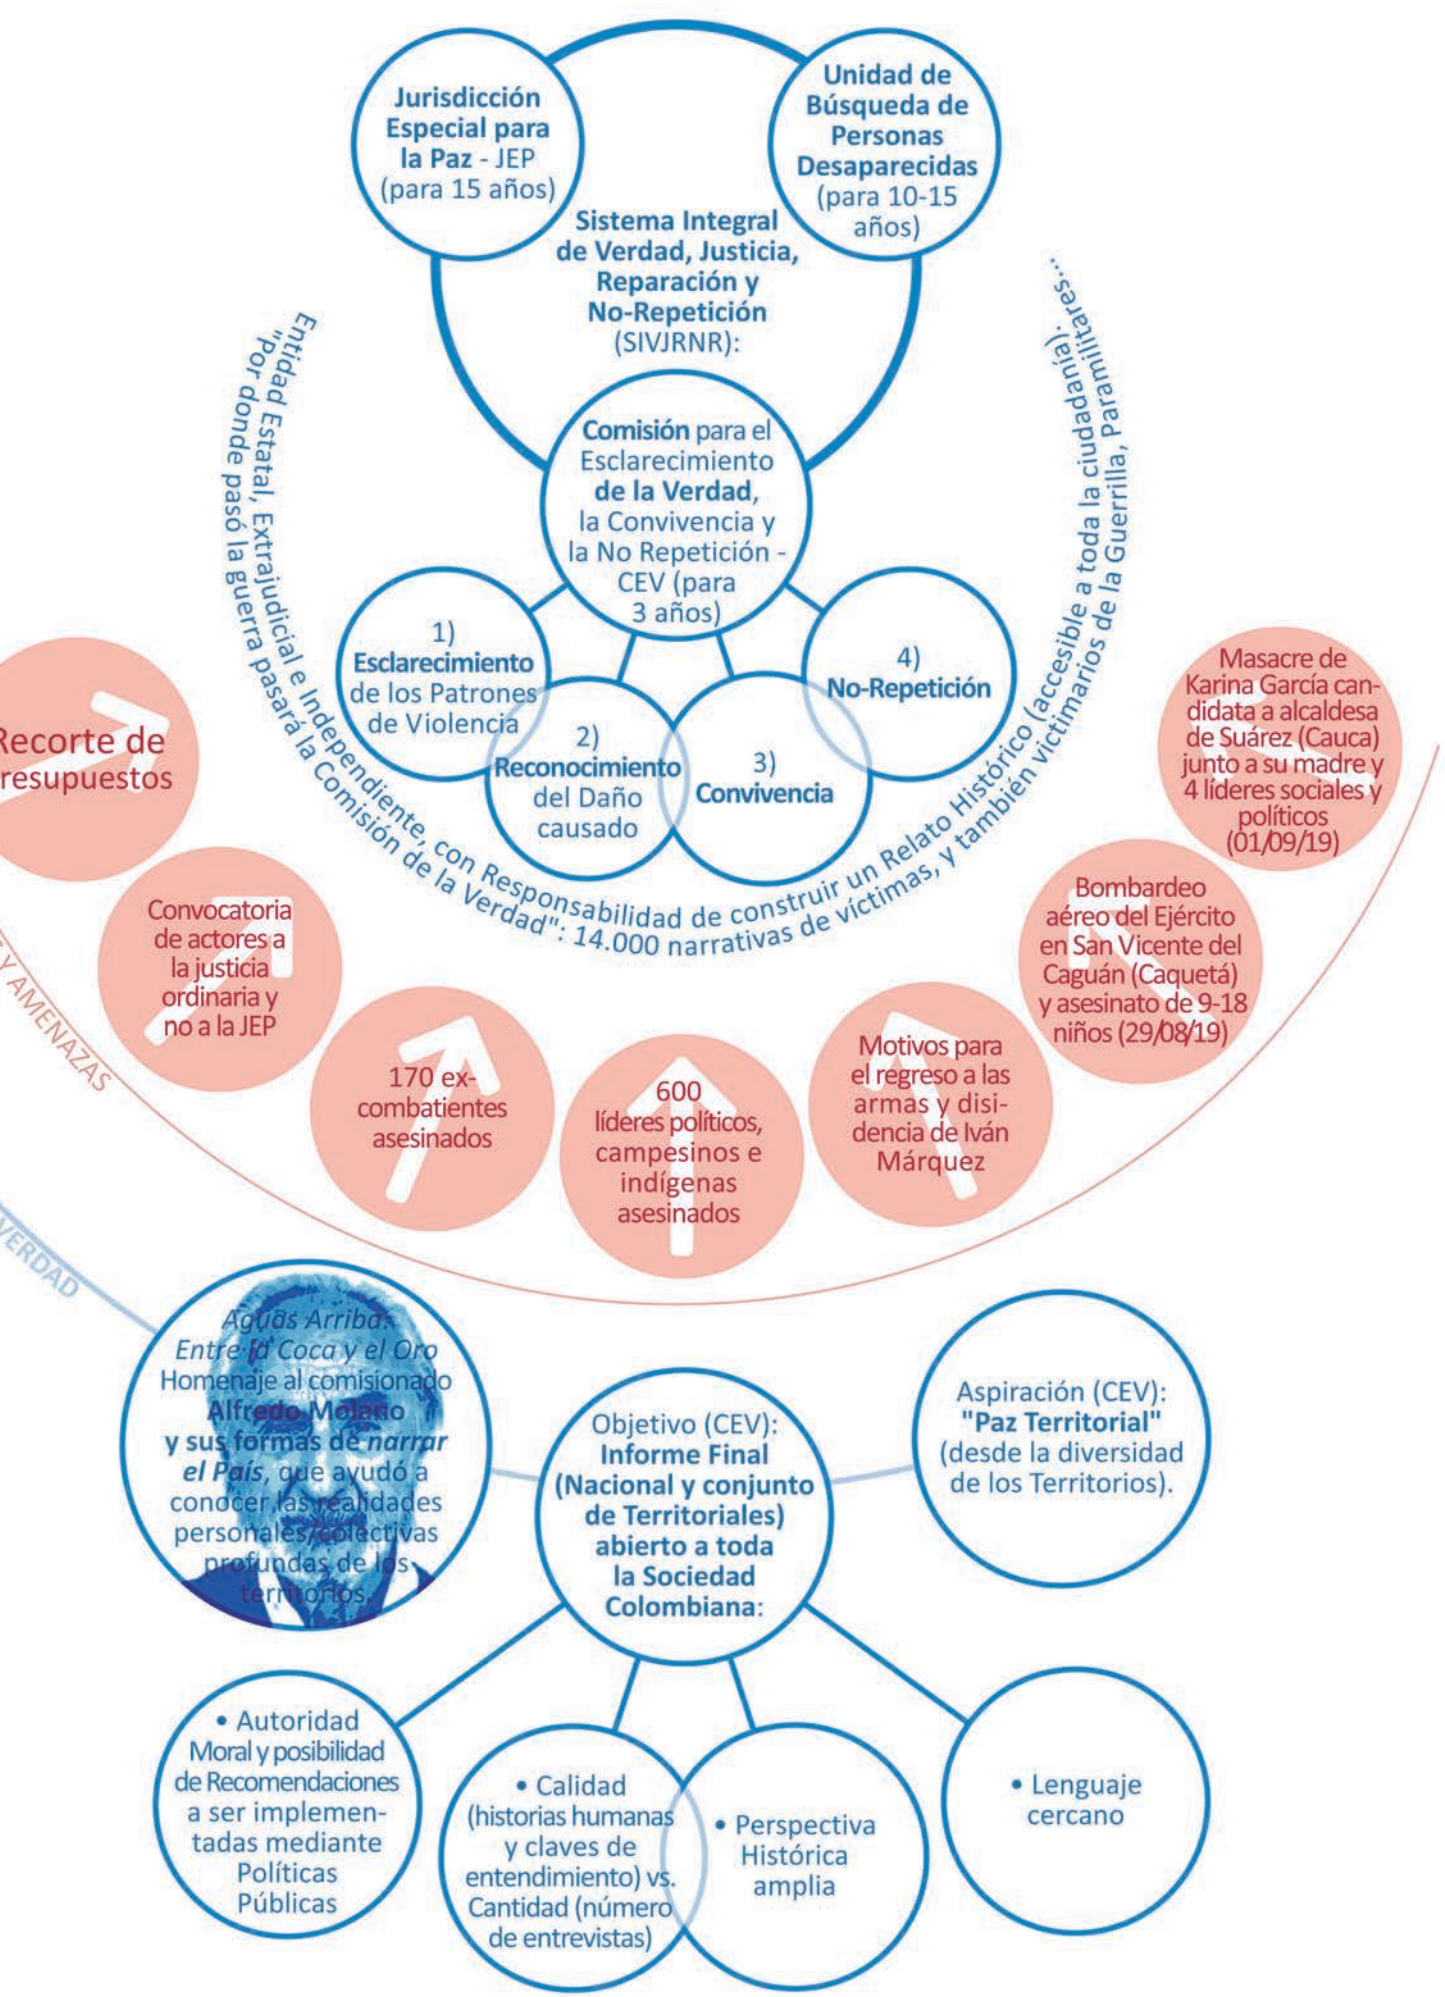 Jurisdicción
Especial para
la Paz - JEP
(para 15 años)
Unidad de
Búsqueda de
Personas
Desaparecidas
(para 10-15
años)
Sistema Integral
de Verdad, Justicia,
Reparación y
No-Repetición
(SIVJRNR):
Comisión para el
Esclarecimiento
de la Verdad,
la Convivencia y
la No Repetición -
CEV (para
3 años)
1)
Esclarecimiento
de los Patrones
de Violencia
2)
Reconocimiento
del Daño
causado
3)
Convivencia
4)
No-Repetición
Entidad Estatal, Extrajudicial e Independiente, con Responsabilidad de construir un Relato Histórico (accesible a toda la ciudadanía).
"Por donde pasó la guerra pasará la Comisión de la Verdad": 14.000 narrativas de víctimas, y también victimarios de la Guerrilla, Paramilitares...
Recorte de
resupuestos
Convocatoria
de actores a
la justicia
ordinaria y
no a la JEP
170 ex-
combatientes
asesinados
600
líderes políticos,
campesinos e
indígenas
asesinados
Motivos para
el regreso a las
armas y disi-
dencia de Iván
Márquez
Bombardeo
aéreo del Ejército
en San Vicente del
Caguán (Caquetá)
y asesinato de 9-18
niños (29/08/19)
Masacre de
Karina García can-
didata a alcaldesa
de Suárez (Cauca)
junto a su madre y
4 líderes sociales y
políticos
(01/09/19)
Y AMENAZAS
VERDAD
Aguas Arriba:
Entre la Coca y el Oro
Homenaje al comisionado
Alfredo Molano
y sus formas de narrar
el País, que ayudó a
conocer las realidades
personales/colectivas
profundas de los
territorios.
Objetivo (CEV):
Informe Final
(Nacional y conjunto
de Territoriales)
abierto a toda
la Sociedad
Colombiana:
Aspiración (CEV):
"Paz Territorial"
(desde la diversidad
de los Territorios).
• Autoridad
Moral y posibilidad
de Recomendaciones
a ser implemen-
tadas mediante
Políticas
Públicas
• Calidad
(historias humanas
y claves de
entendimiento) vs.
Cantidad (número
de entrevistas)
• Perspectiva
Histórica
amplia
• Lenguaje
cercano